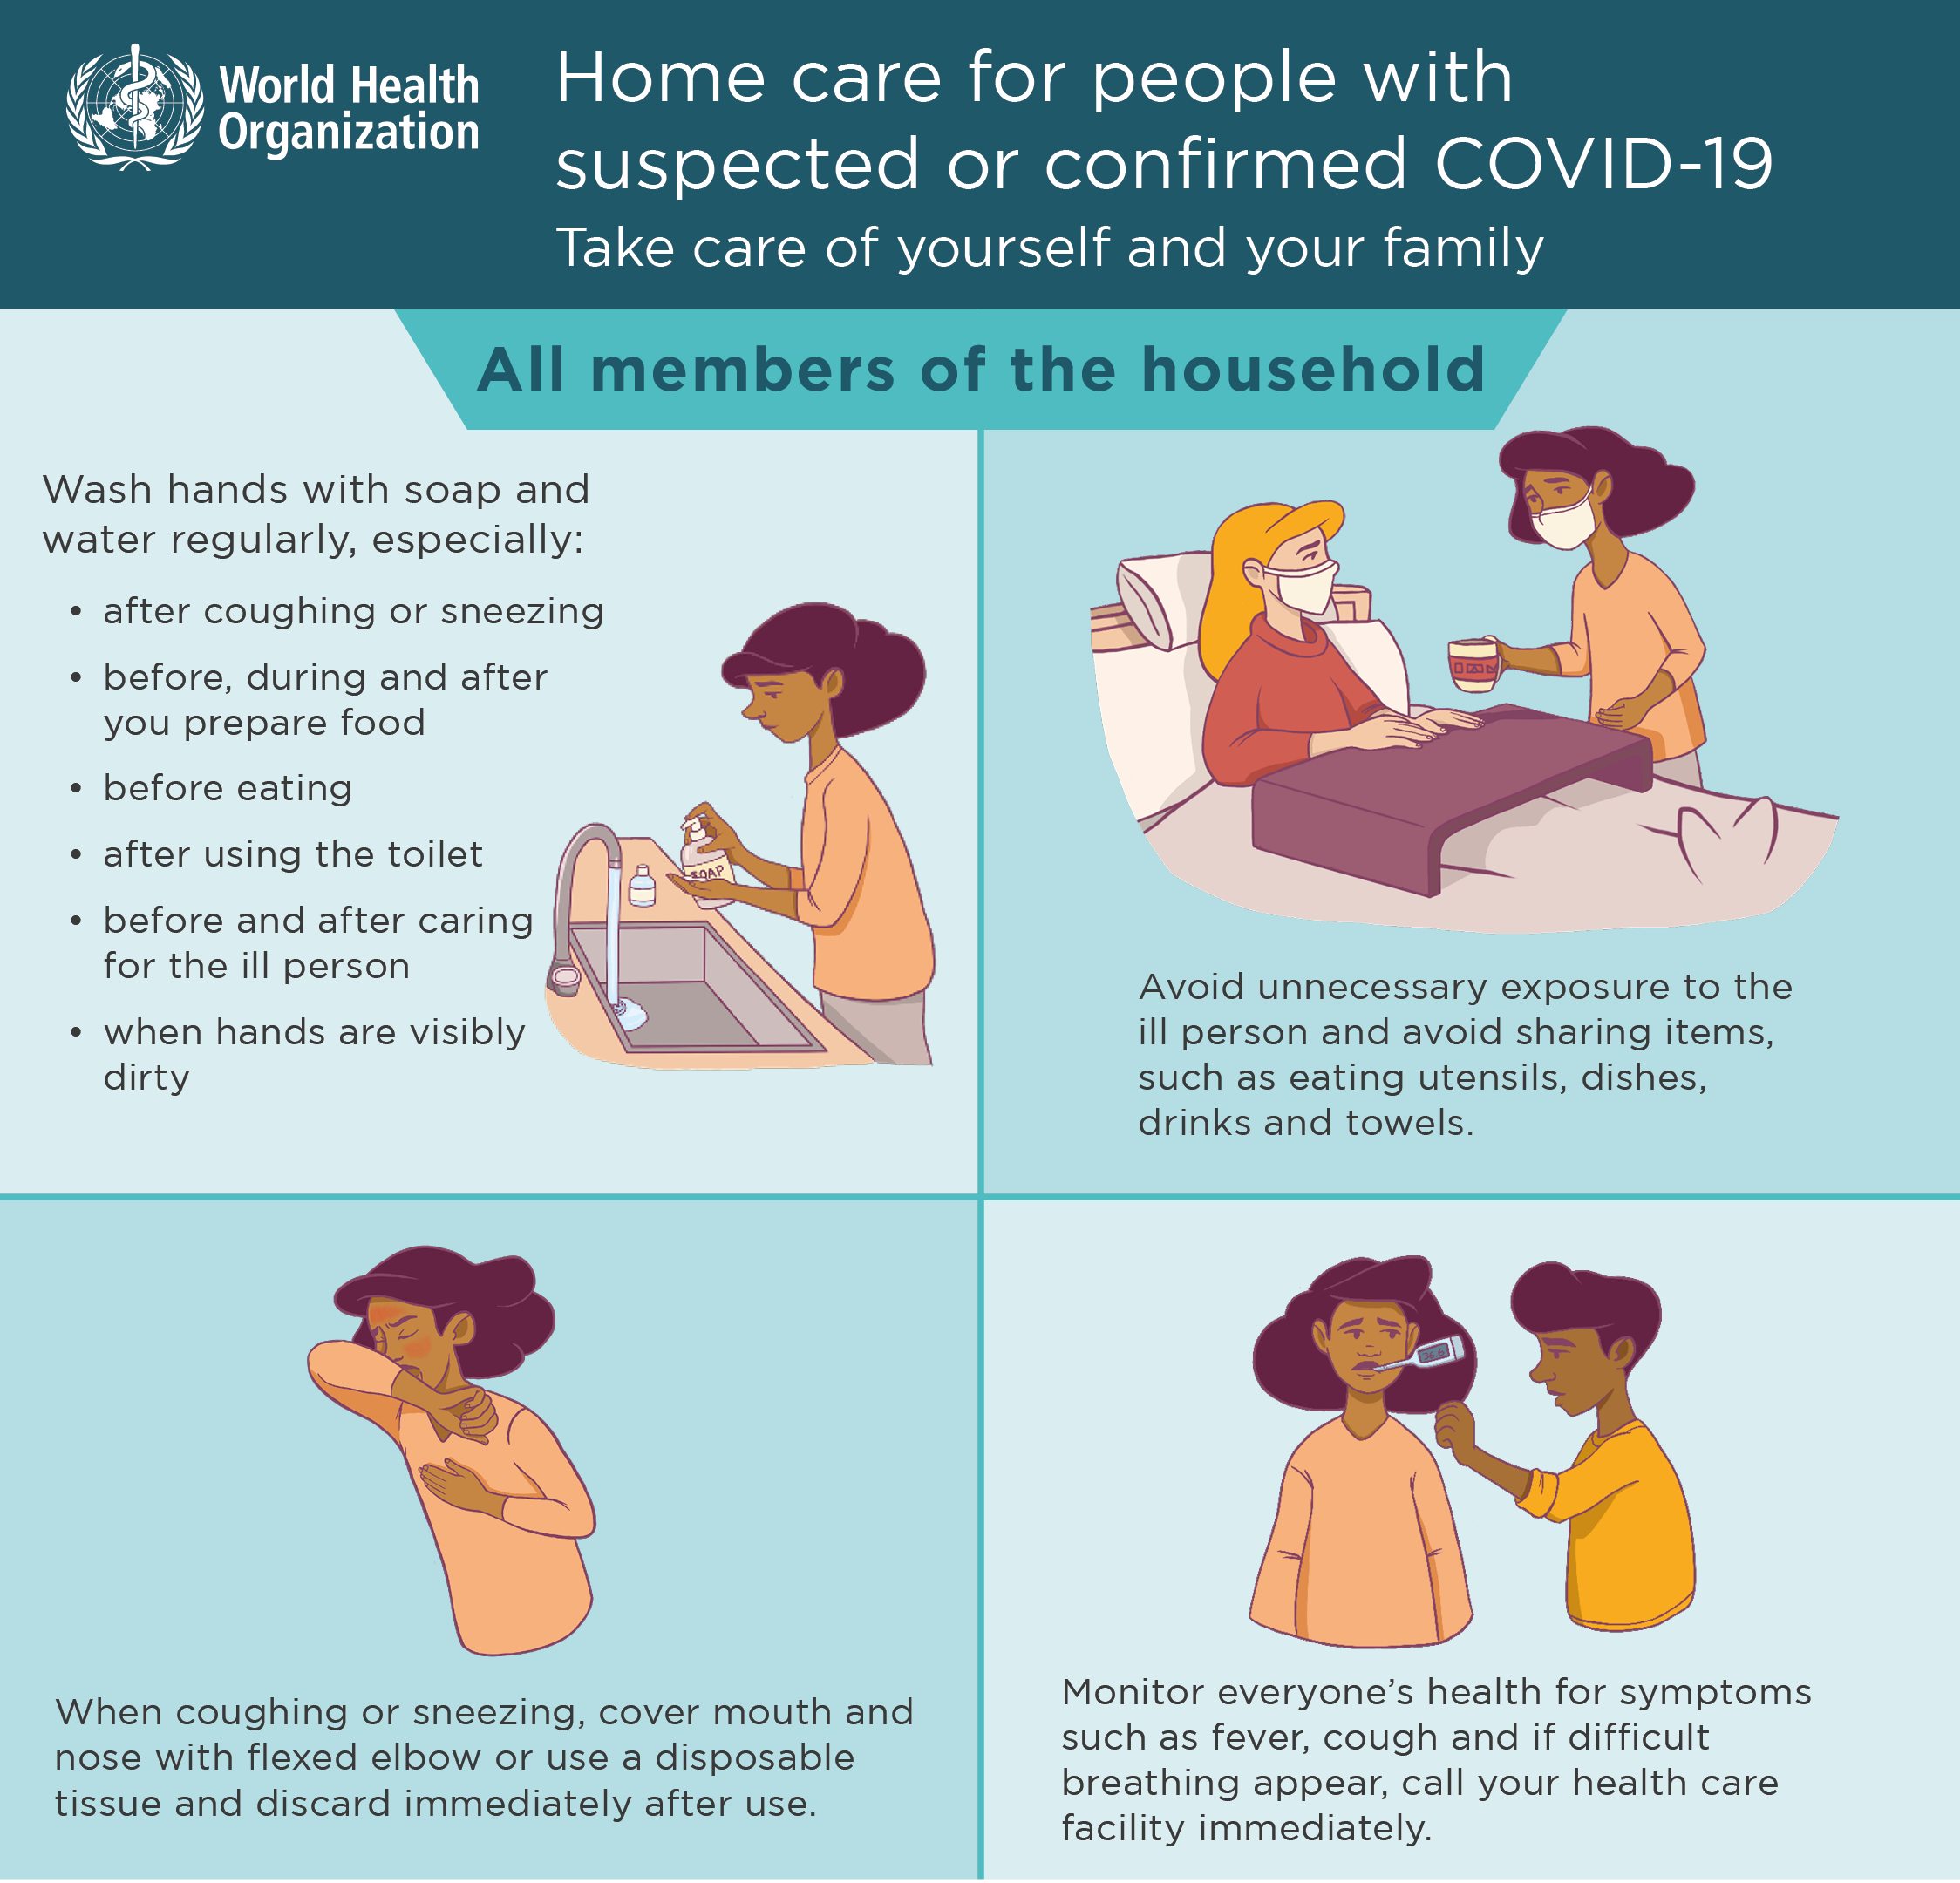 World Health
Organization
Home care for people with
suspected or confirmed COVID-19
Take care of yourself and your family
All members of the household
Wash hands with soap and
water regularly, especially:
• after coughing or sneezing
• before, during and after
you prepare food
• before eating
• after using the toilet
• before and after caring
for the ill person
• when hands are visibly
dirty
SOAP
Avoid unnecessary exposure to the
ill person and avoid sharing items,
such as eating utensils, dishes,
drinks and towels.
When coughing or sneezing, cover mouth and
nose with flexed elbow or use a disposable
tissue and discard immediately after use.
36.6
Monitor everyone’s health for symptoms
such as fever, cough and if difficult
breathing appear, call your health care
facility immediately.